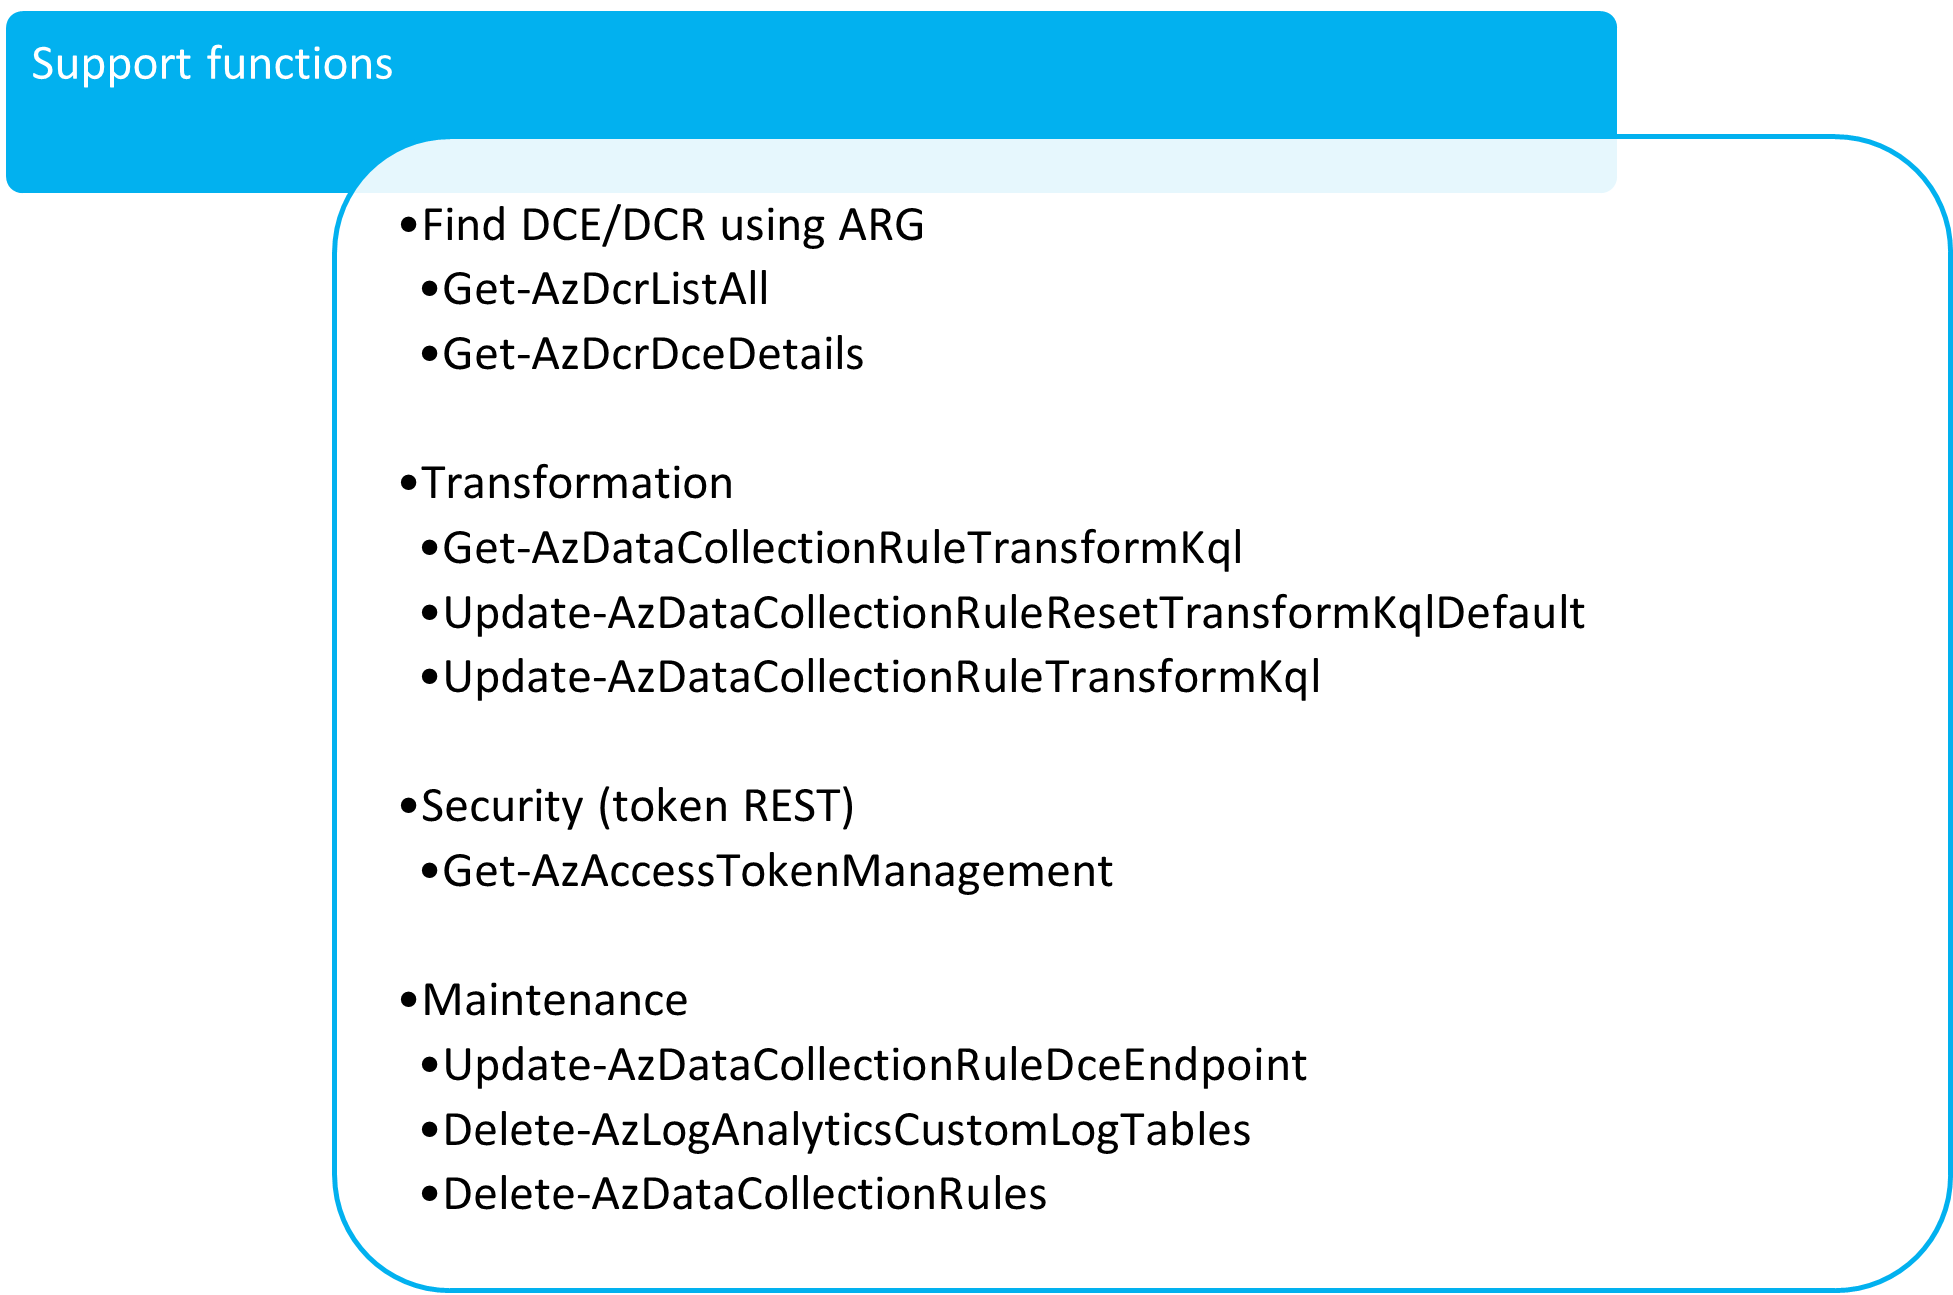 Support functions
•Find DCE/DCR using ARG
•Get-AzDcrListAll
•Get-AzDcrDceDetails
•Transformation
•Get-AzDataCollectionRuleTransformKql
•Update-AzDataCollectionRuleResetTransformKqlDefault
•Update-AzDataCollectionRuleTransformKql
•Security (token REST)
•Get-AzAccessTokenManagement
•Maintenance
•Update-AzDataCollectionRuleDceEndpoint
•Delete-AzLogAnalyticsCustomLogTables
•Delete-AzDataCollectionRules